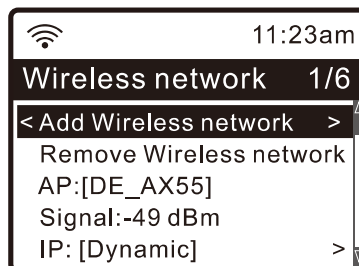 11:23am
Wireless network 1/6
< Add Wireless network >
Remove Wireless network
AP:[DE_AX55]
Signal:-49 dBm
IP: [Dynamic] >